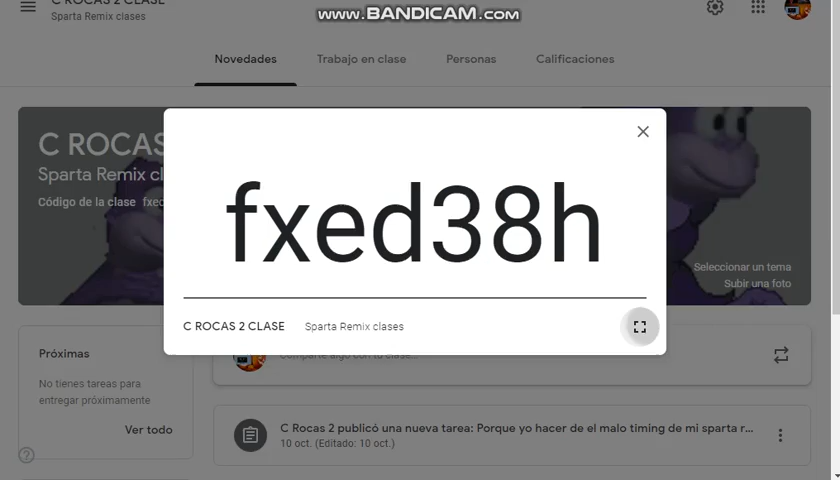 www.BANDICAM.com
C ROCAS 2 CLASE
Sparta Remix clases
Novedades
Trabajo en clase
Personas
Calificaciones
C ROCAS
Sparta Remix cl
Código de la clase fxed
fxed38h
C ROCAS 2 CLASE
Sparta Remix clases
Seleccionar un tema
Subir una foto
Próximas
No tienes tareas para
entregar próximamente
Ver todo
Comparte algo con tu clase...
C Rocas 2 publicó una nueva tarea: Porque yo hacer de el malo timing de mi sparta r...
10 oct. (Editado: 10 oct.)